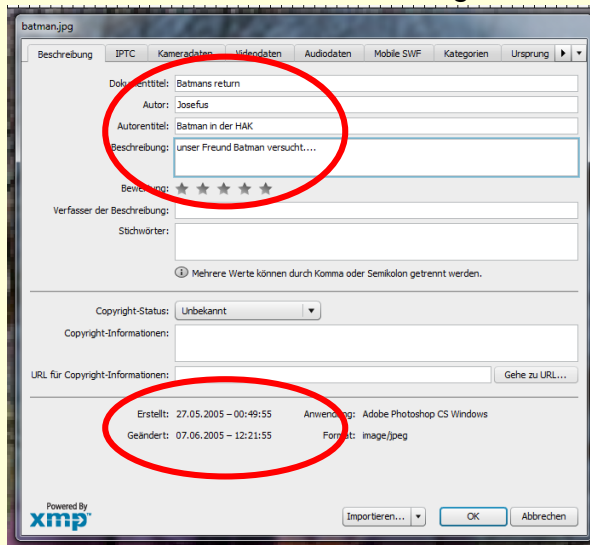 batman.jpg
Beschreibung IPTC Kameradaten Videodaten Audiodaten Mobile SWF Kategorien Ursprung
Dokumenttitel: Batmans return
Autor: Josefus
Autorentitel: Batman in der HAK
Beschreibung: unser Freund Batman versucht....
Bewertung:
Verfasser der Beschreibung:
Stichwörter:
Mehrere Werte können durch Komma oder Semikolon getrennt werden.
Copyright-Status: Unbekannt
Copyright-Informationen:
URL für Copyright-Informationen: Gehe zu URL...
Erstellt: 27.05.2005 – 00:49:55 Anwendung: Adobe Photoshop CS Windows
Geändert: 07.06.2005 – 12:21:55 Format: image/jpeg
Powered By
xmp
Importieren... OK Abbrechen